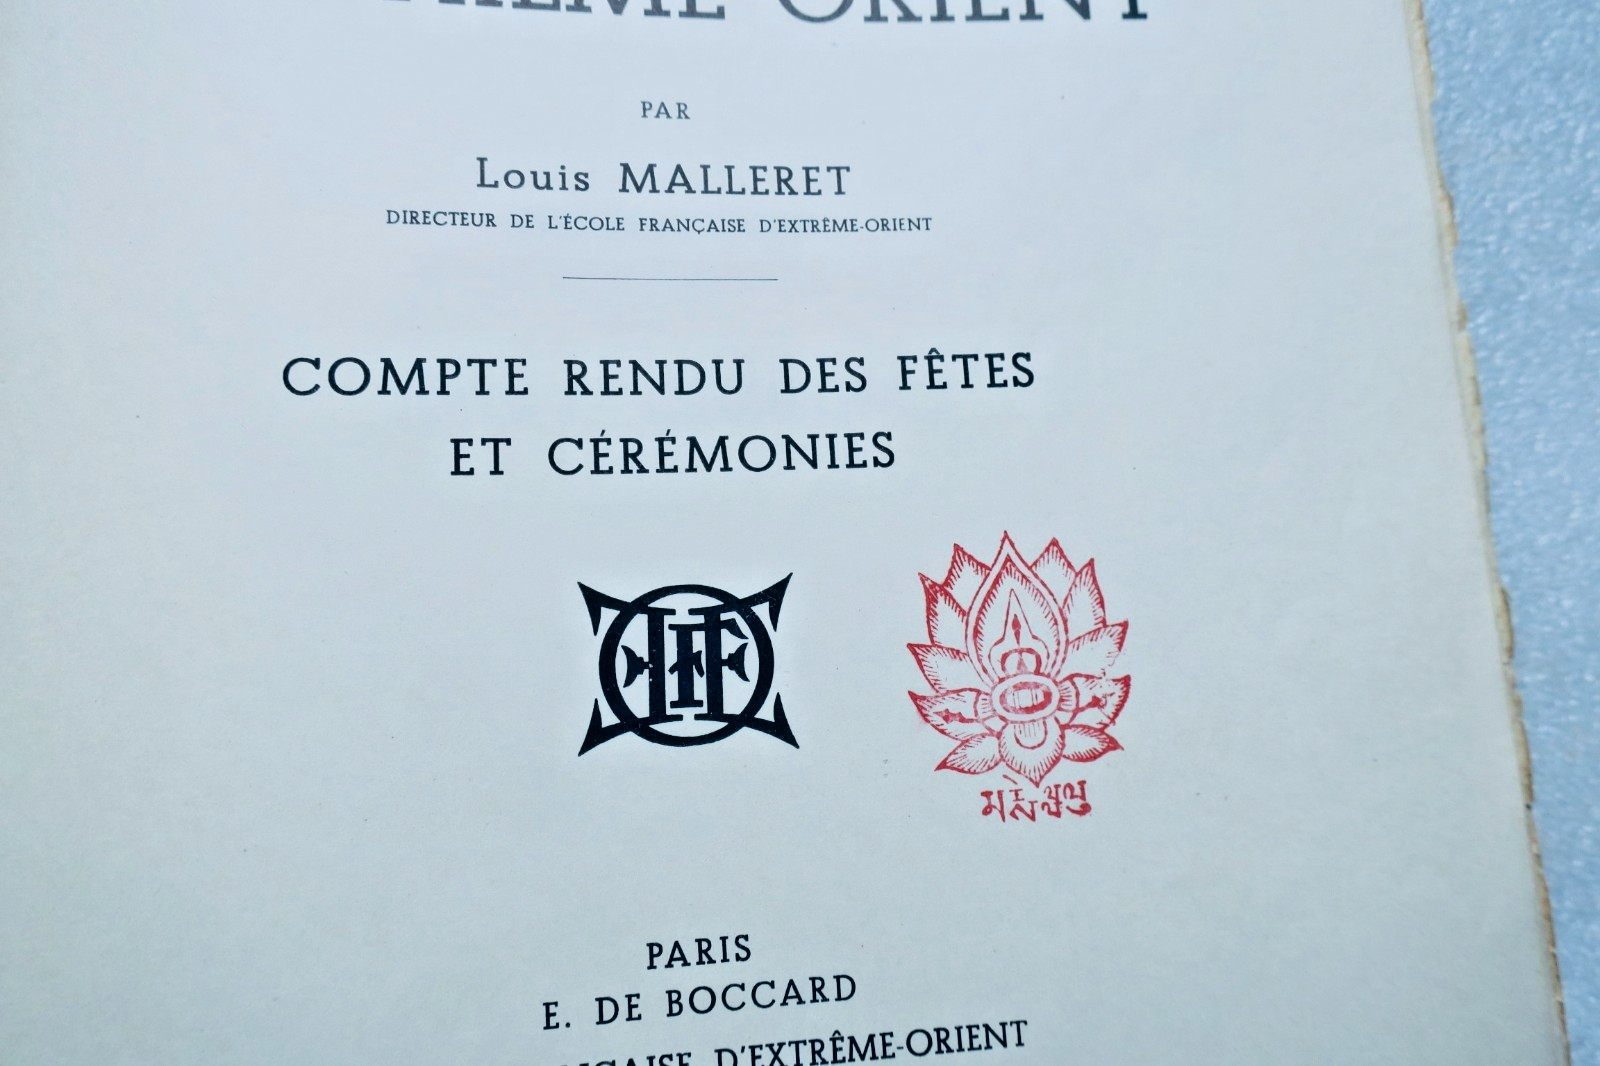 ORIENT
PAR
Louis MALLERET
DIRECTEUR DE L'ÉCOLE FRANÇAISE D'EXTRÊME-ORIENT
COMPTE RENDU DES FÊTES
ET CÉRÉMONIES
PARIS
E. DE BOCCARD
D'EXTRÊME-ORIENT